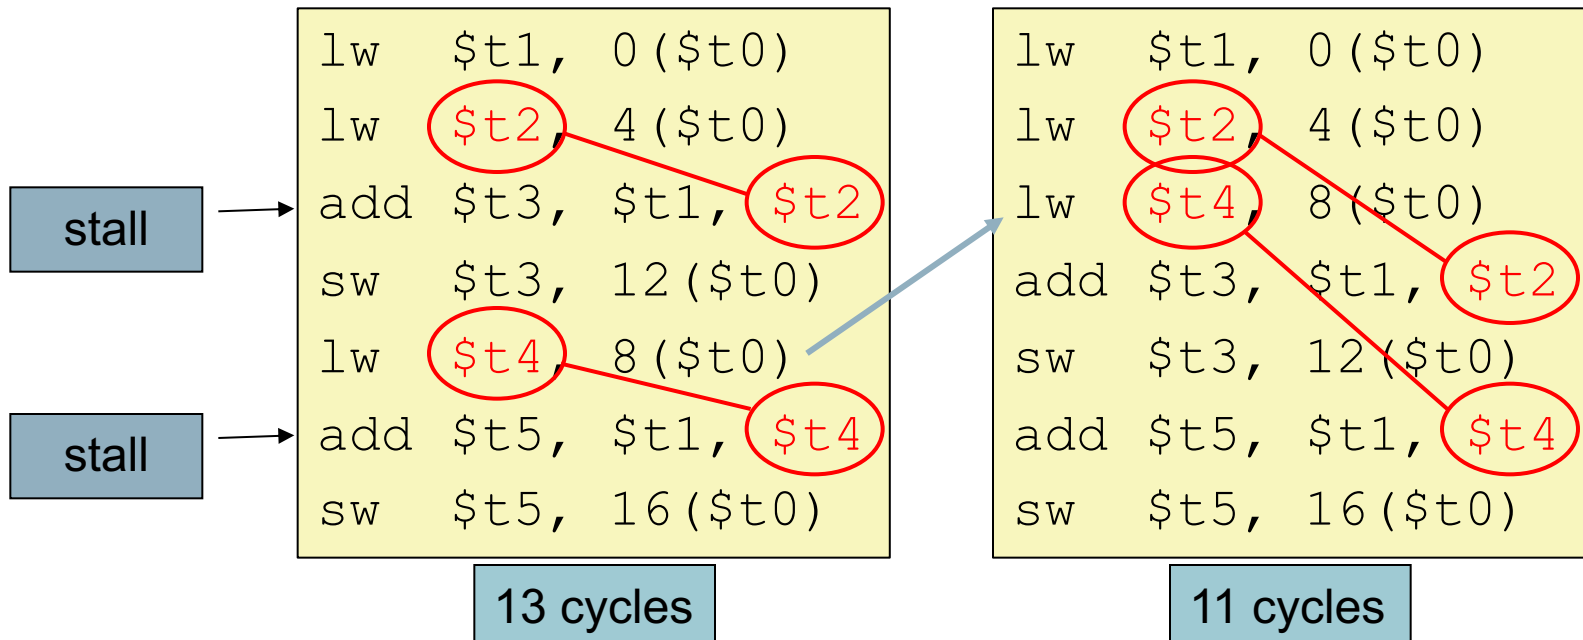 stall
stall
lw $t1, 0($t0)
lw $t2, 4($t0)
add $t3, $t1, $t2
sw $t3, 12($t0)
lw $t4, 8($t0)
add $t5, $t1, $t4
sw $t5, 16($t0)
13 cycles
lw $t1, 0($t0)
lw $t2, 4($t0)
lw $t4, 8($t0)
add $t3, $t1, $t2
sw $t3, 12($t0)
add $t5, $t1, $t4
sw $t5, 16($t0)
11 cycles